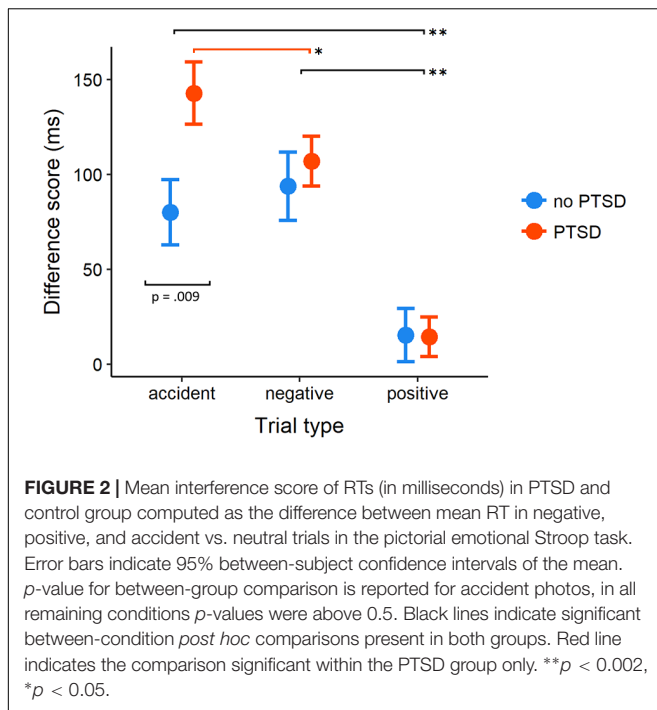 **
*
**
150
100
50
0
Difference score (ms)
no PTSD
PTSD
p = .009
accident negative positive
Trial type
FIGURE 2 | Mean interference score of RTs (in milliseconds) in PTSD and
control group computed as the difference between mean RT in negative,
positive, and accident vs. neutral trials in the pictorial emotional Stroop task.
Error bars indicate 95% between-subject confidence intervals of the mean.
p-value for between-group comparison is reported for accident photos, in all
remaining conditions p-values were above 0.5. Black lines indicate significant
between-condition post hoc comparisons present in both groups. Red line
indicates the comparison significant within the PTSD group only. **p < 0.002,
*p < 0.05.